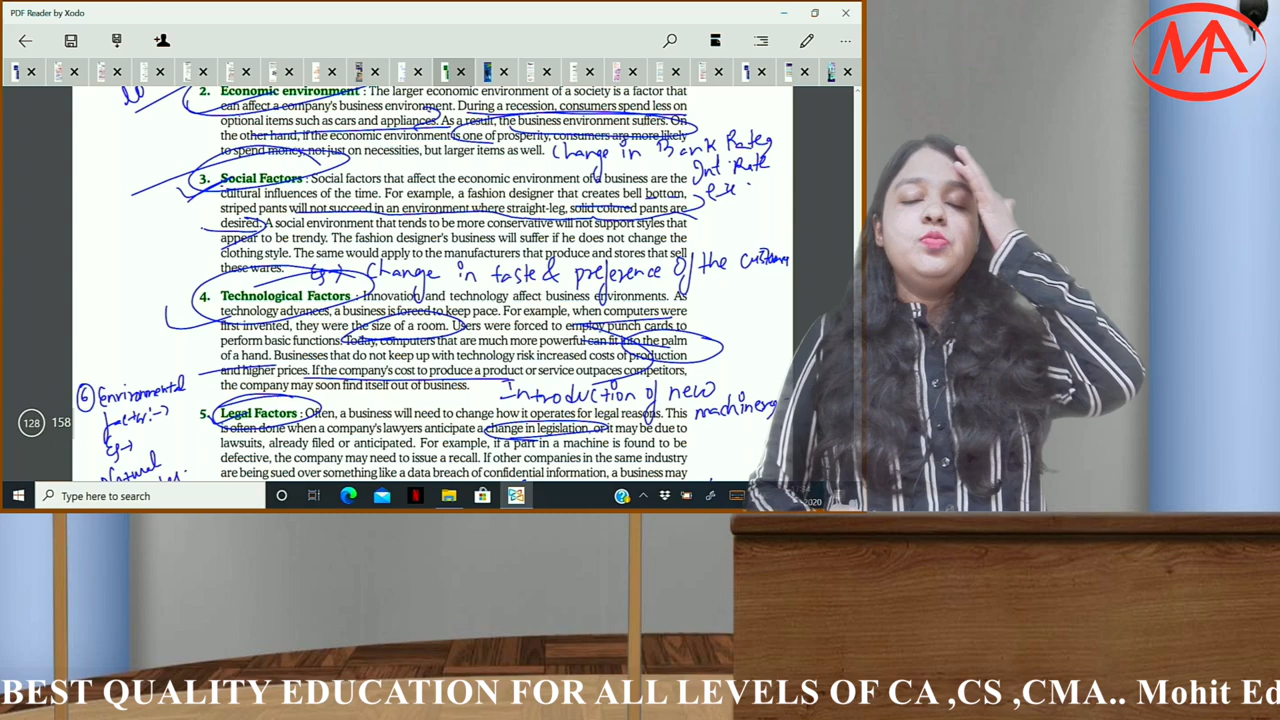 PDF Reader by Xodo
MA
2. Economic environment : The larger economic environment of a society is a factor that
can affect a company's business environment. During a recession, consumers spend less on
optional items such as cars and appliances. As a result, the business environment suffers. On
the other hand, if the economic environment is one of prosperity, consumers are more likely
to spend money, not just on necessities, but larger items as well.
Change in Bank Rate,
Int. Rate
3. Social Factors : Social factors that affect the economic environment of a business are the
cultural influences of the time. For example, a fashion designer that creates bell bottom,
striped pants will not succeed in an environment where straight-leg, solid colored pants are
desired. A social environment that tends to be more conservative will not support styles that
appear to be trendy. The fashion designer's business will suffer if he does not change the
clothing style. The same would apply to the manufacturers that produce and stores that sell
these wares.
Change in taste & preference of the customers
4. Technological Factors : Innovation and technology affect business environments. As
technology advances, a business is forced to keep pace. For example, when computers were
first invented, they were the size of a room. Users were forced to employ punch cards to
perform basic functions. Today, computers that are much more powerful can fit into the palm
of a hand. Businesses that do not keep up with technology risk increased costs of production
and higher prices. If the company's cost to produce a product or service outpaces competitors,
the company may soon find itself out of business.
Introduction of new
machinery
5. Legal Factors : Often, a business will need to change how it operates for legal reasons. This
is often done when a company's lawyers anticipate a change in legislation, or it may be due to
lawsuits, already filed or anticipated. For example, if a part in a machine is found to be
defective, the company may need to issue a recall. If other companies in the same industry
are being sued over something like a data breach of confidential information, a business may
6 Environmental
factors :→
Natural
128 158
Type here to search
2020
BEST QUALITY EDUCATION FOR ALL LEVELS OF CA ,CS ,CMA.. Mohit Ed